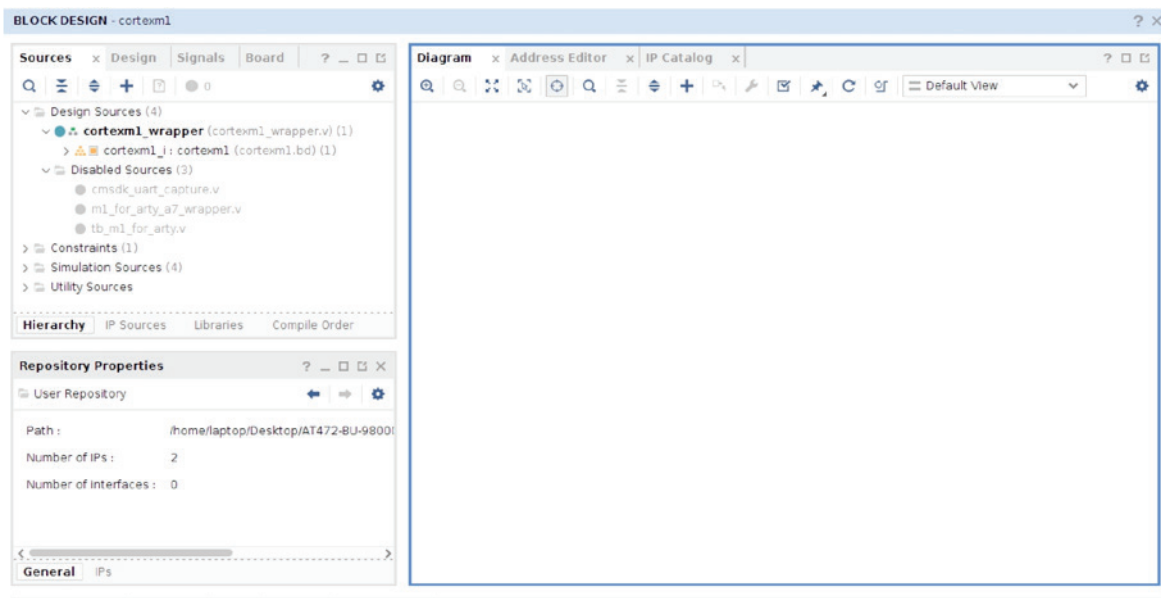 BLOCK DESIGN - cortexm1
Sources Design Signals Board
0
Design Sources (4)
cortexm1_wrapper (cortexm1_wrapper.v) (1)
cortexm1_i : cortexm1 (cortexm1.bd) (1)
Disabled Sources (3)
cmsdk_uart_capture.v
m1_for_arty_a7_wrapper.v
tb_m1_for_arty.v
Constraints (1)
Simulation Sources (4)
Utility Sources
Hierarchy IP Sources Libraries Compile Order
Repository Properties
User Repository
Path : /home/laptop/Desktop/AT472-BU-9800
Number of IPs : 2
Number of interfaces : 0
General IPs
Diagram Address Editor IP Catalog
Default View